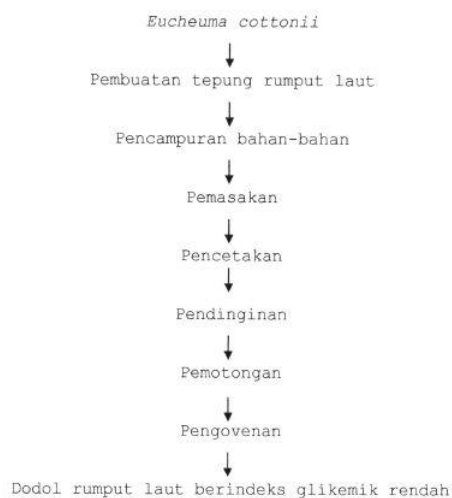 Eucheuma cottonii
Pembuatan tepung rumput laut
Pencampuran bahan-bahan
Pemasakan
Pencetakan
Pendinginan
Pemotongan
Pengovenan
Dodol rumput laut berindeks glikemik rendah